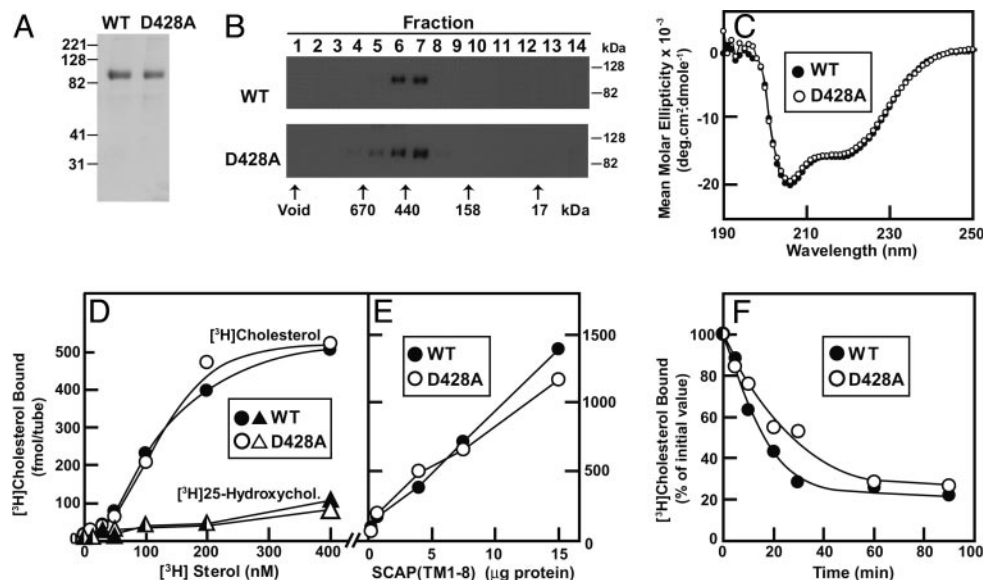 A
WT D428A
221
128
82
41
31
B
Fraction
1 2 3 4 5 6 7 8 9 10 11 12 13 14
kDa
WT
128
82
D428A
128
82
Void 670 440 158 17 kDa
C
Mean Molar Ellipticity x 10⁻³
(deg.cm².dmole⁻¹)
0
-10
-20
WT
D428A
190 210 230 250
Wavelength (nm)
D
[³H]Cholesterol Bound
(fmol/tube)
500
400
300
200
100
0
[³H]Cholesterol
WT
D428A
[³H]25-Hydroxychol.
0 100 200 300 400
[³H] Sterol (nM)
E
WT
D428A
1500
1000
500
0
0 5 10 15
SCAP(TM1-8) (µg protein)
F
[³H]Cholesterol Bound
(% of initial value)
100
80
60
40
20
0
WT
D428A
0 20 40 60 80 100
Time (min)